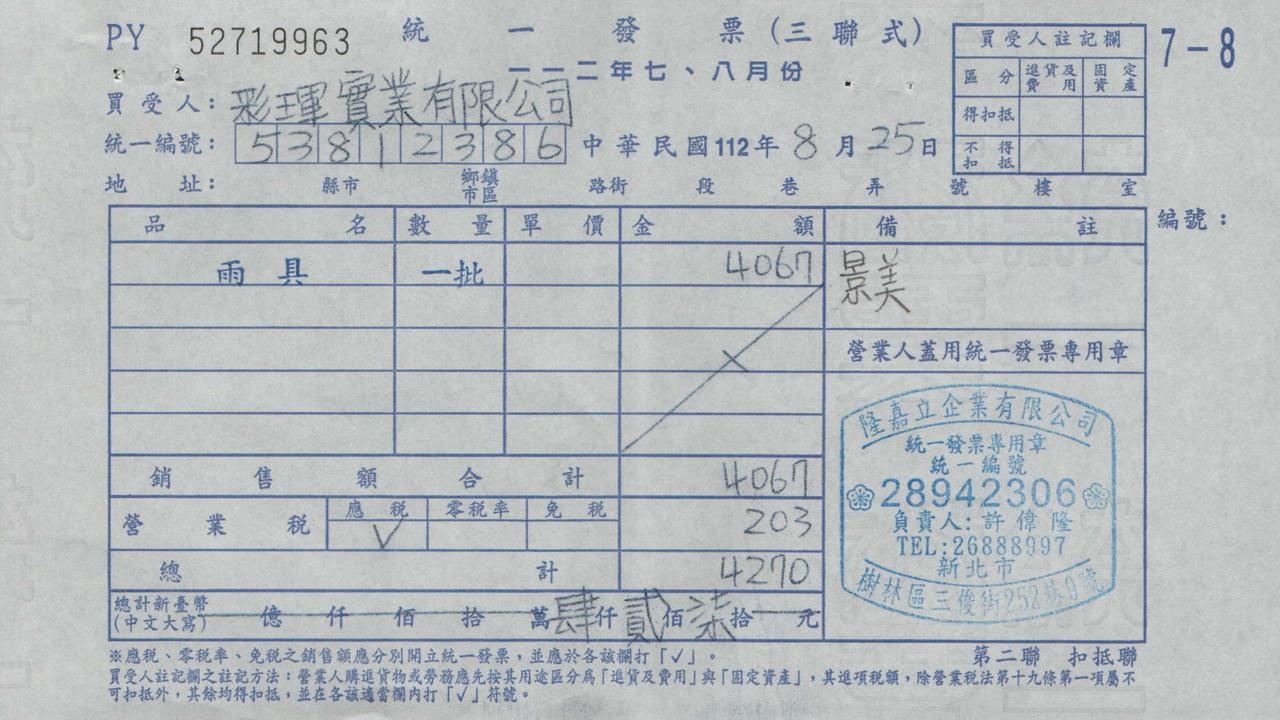 PY 52719963 統一發票(三聯式)
一一二年七、八月份
7-8
買受人註記欄
區分 進貨及費用 固定資產
得扣抵
不得扣抵
買受人:彩琿實業有限公司
統一編號:53812386 中華民國112年8月25日
地址: 縣市 鄉鎮市區 路街 段 巷 弄 號 樓 室
品名 數量 單價 金額 備註 編號:
雨具 一批 4067 景美
營業人蓋用統一發票專用章
隆嘉立企業有限公司
統一發票專用章
統一編號
28942306
負責人:許偉隆
TEL:26888997
新北市
樹林區三俊街252巷9號
銷售額合計 4067
營業稅 應稅 零稅率 免稅 203
✓
總計 4270
總計新臺幣(中文大寫) 億 仟 佰 拾 萬 肆 仟 貳 佰 柒 拾 元
※應稅、零稅率、免稅之銷售額應分別開立統一發票,並應於各該欄打「✓」。
第二聯 扣抵聯
買受人註記欄之註記方法:營業人購進貨物或勞務應先按其用途區分為「進貨及費用」與「固定資產」,其進項稅額,除營業稅法第十九條第一項屬不
可扣抵外,其餘均得扣抵,並在各該適當欄內打「✓」符號。